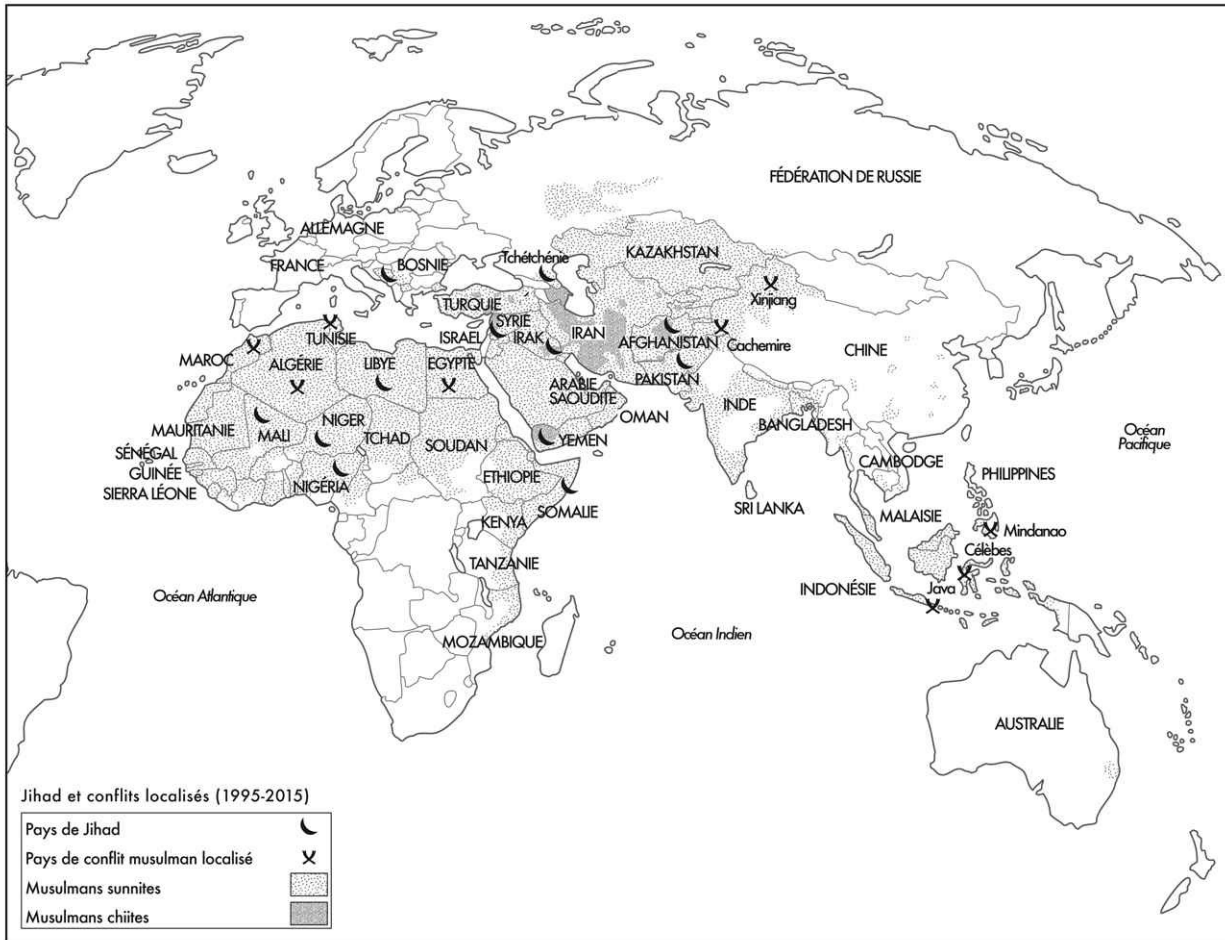 FÉDÉRATION DE RUSSIE
ALLEMAGNE
FRANCE
BOSNIE
Tchétchénie
KAZAKHSTAN
Xinjiang
TURQUIE
SYRIE
TUNISIE
ISRAEL
IRAK
IRAN
AFGHANISTAN
Cachemire
CHINE
MAROC
ALGÉRIE
LIBYE
EGYPTE
PAKISTAN
ARABIE
SAOUDITE
INDE
OMAN
BANGLADESH
MAURITANIE
MALI
NIGER
TCHAD
SOUDAN
YEMEN
Océan
Pacifique
SÉNÉGAL
GUINÉE
SIERRA LÉONE
NIGÉRIA
ETHIOPIE
CAMBODGE
PHILIPPINES
SOMALIE
SRI LANKA
MALAISIE
KENYA
Mindanao
Célèbes
TANZANIE
INDONÉSIE
Java
Océan Atlantique
Océan Indien
MOZAMBIQUE
AUSTRALIE
Jihad et conflits localisés (1995-2015)
Pays de Jihad
Pays de conflit musulman localisé
Musulmans sunnites
Musulmans chiites